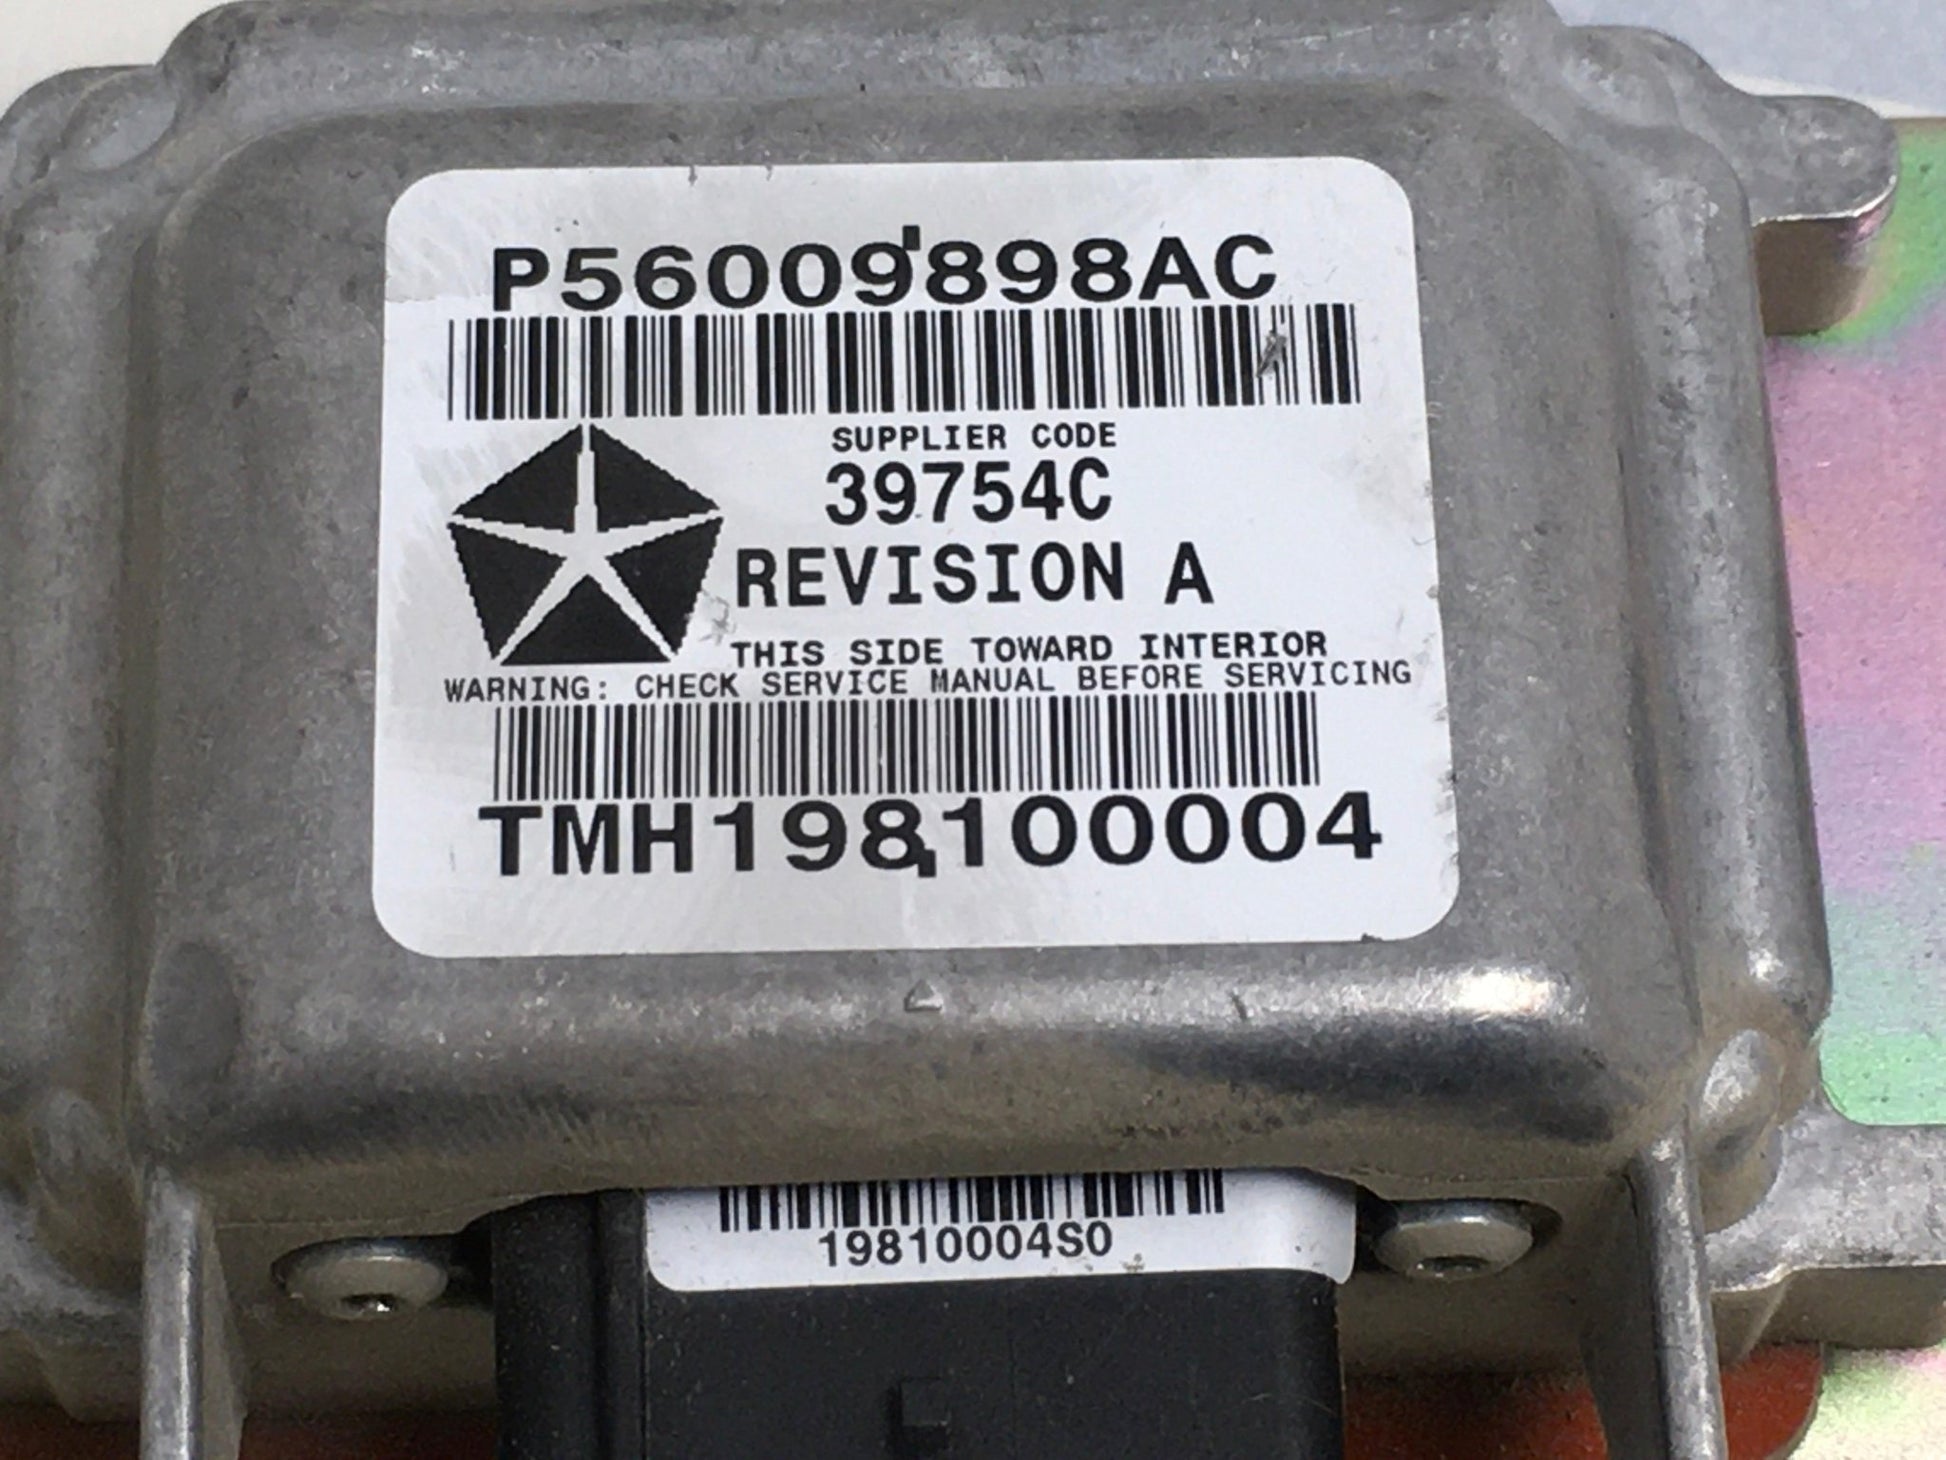 P56009898AC
SUPPLIER CODE
39754C
REVISION A
THIS SIDE TOWARD INTERIOR
WARNING: CHECK SERVICE MANUAL BEFORE SERVICING
TMH198100004
19810004S0